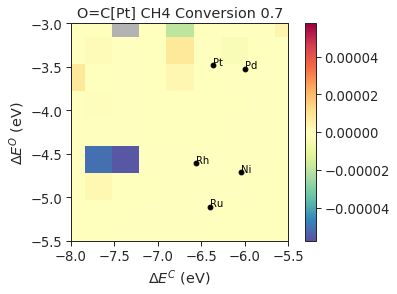 O=C[Pt] CH4 Conversion 0.7
−3.0
−3.5
−4.0
−4.5
−5.0
−5.5
ΔE^O (eV)
Pt
Pd
Rh
Ni
Ru
−8.0 −7.5 −7.0 −6.5 −6.0 −5.5
ΔE^C (eV)
0.00004
0.00002
0.00000
−0.00002
−0.00004